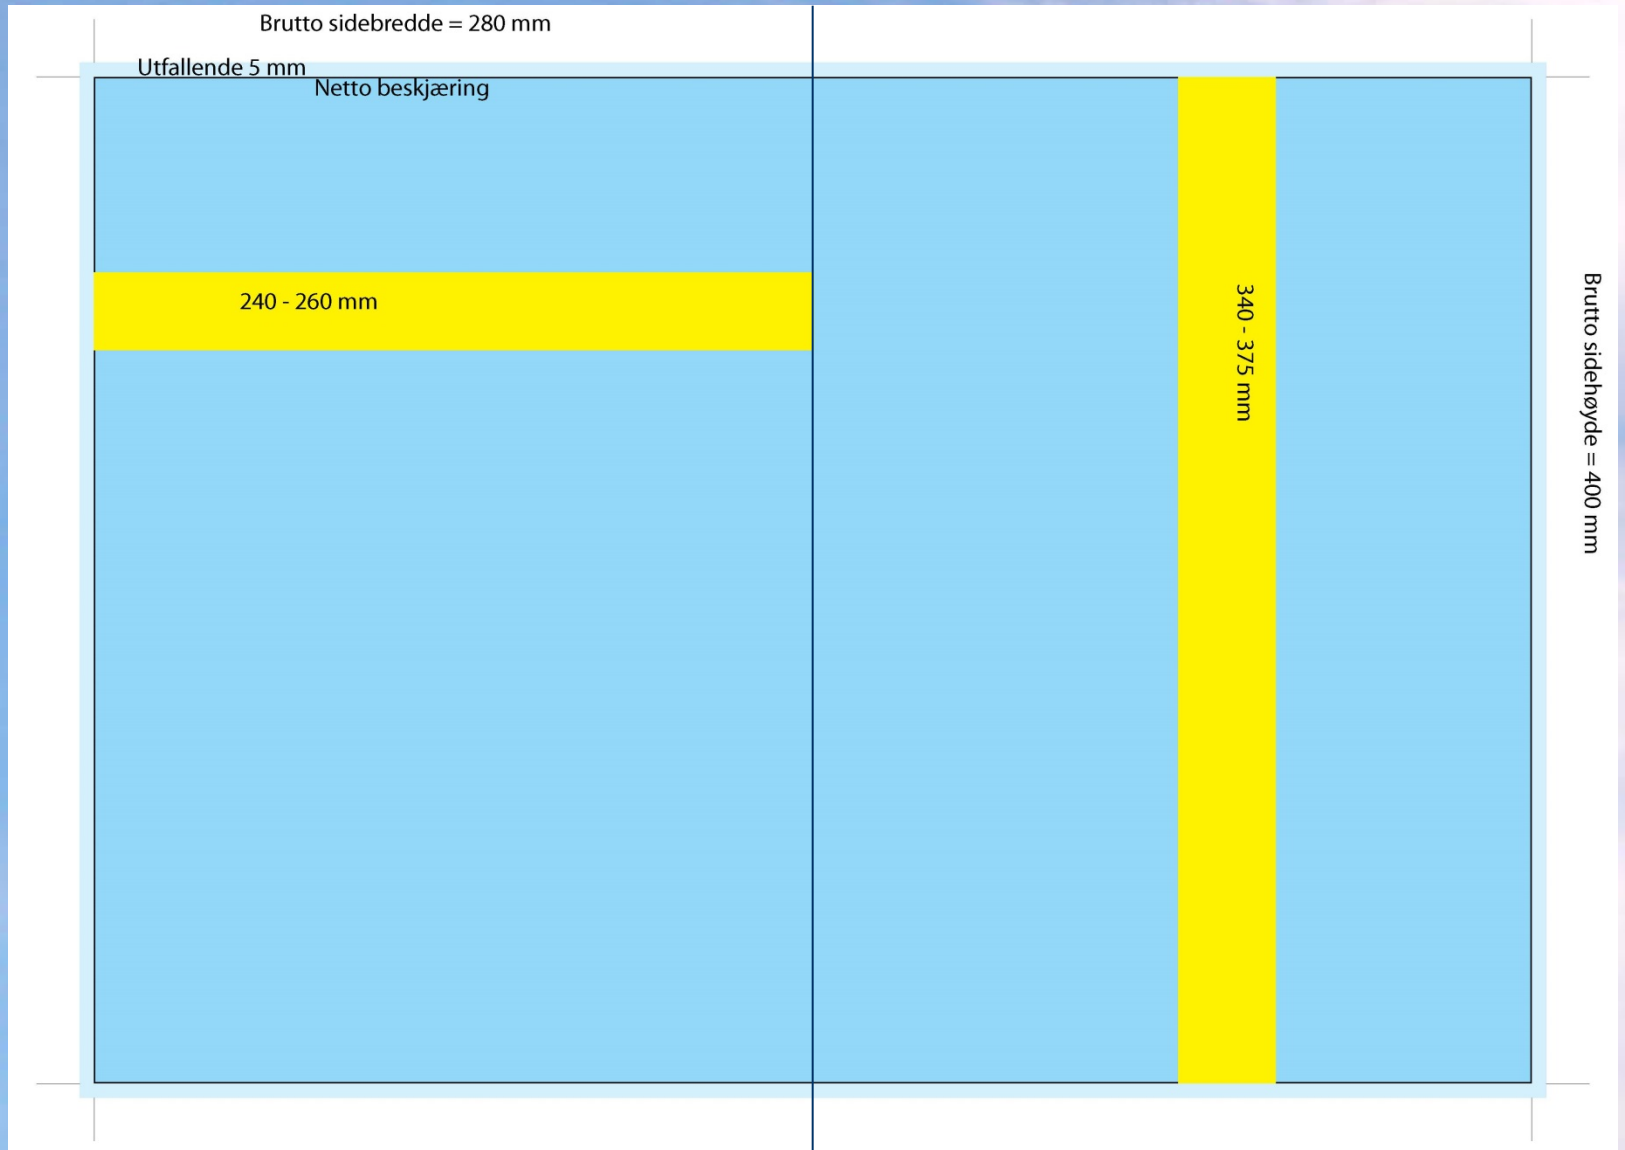 Brutto sidebredde = 280 mm
Utfallende 5 mm
Netto beskjæring
240 - 260 mm
340 - 375 mm
Brutto sidehøyde = 400 mm